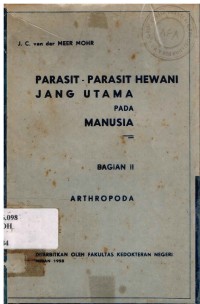 J. C. van der MEER MOHR
PARASIT - PARASIT HEWANI
JANG UTAMA
PADA
MANUSIA
BAGIAN II
ARTHROPODA
.098
DITERBITKAN OLEH FAKULTAS KEDOKTERAN NEGERI